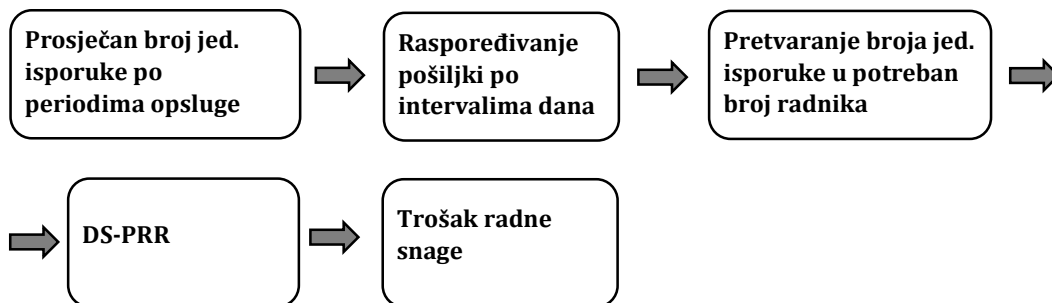 Prosječan broj jed.
isporuke po
periodima opsluge
Raspoređivanje
pošiljki po
intervalima dana
Pretvaranje broja jed.
isporuke u potreban
broj radnika
DS-PRR
Trošak radne
snage